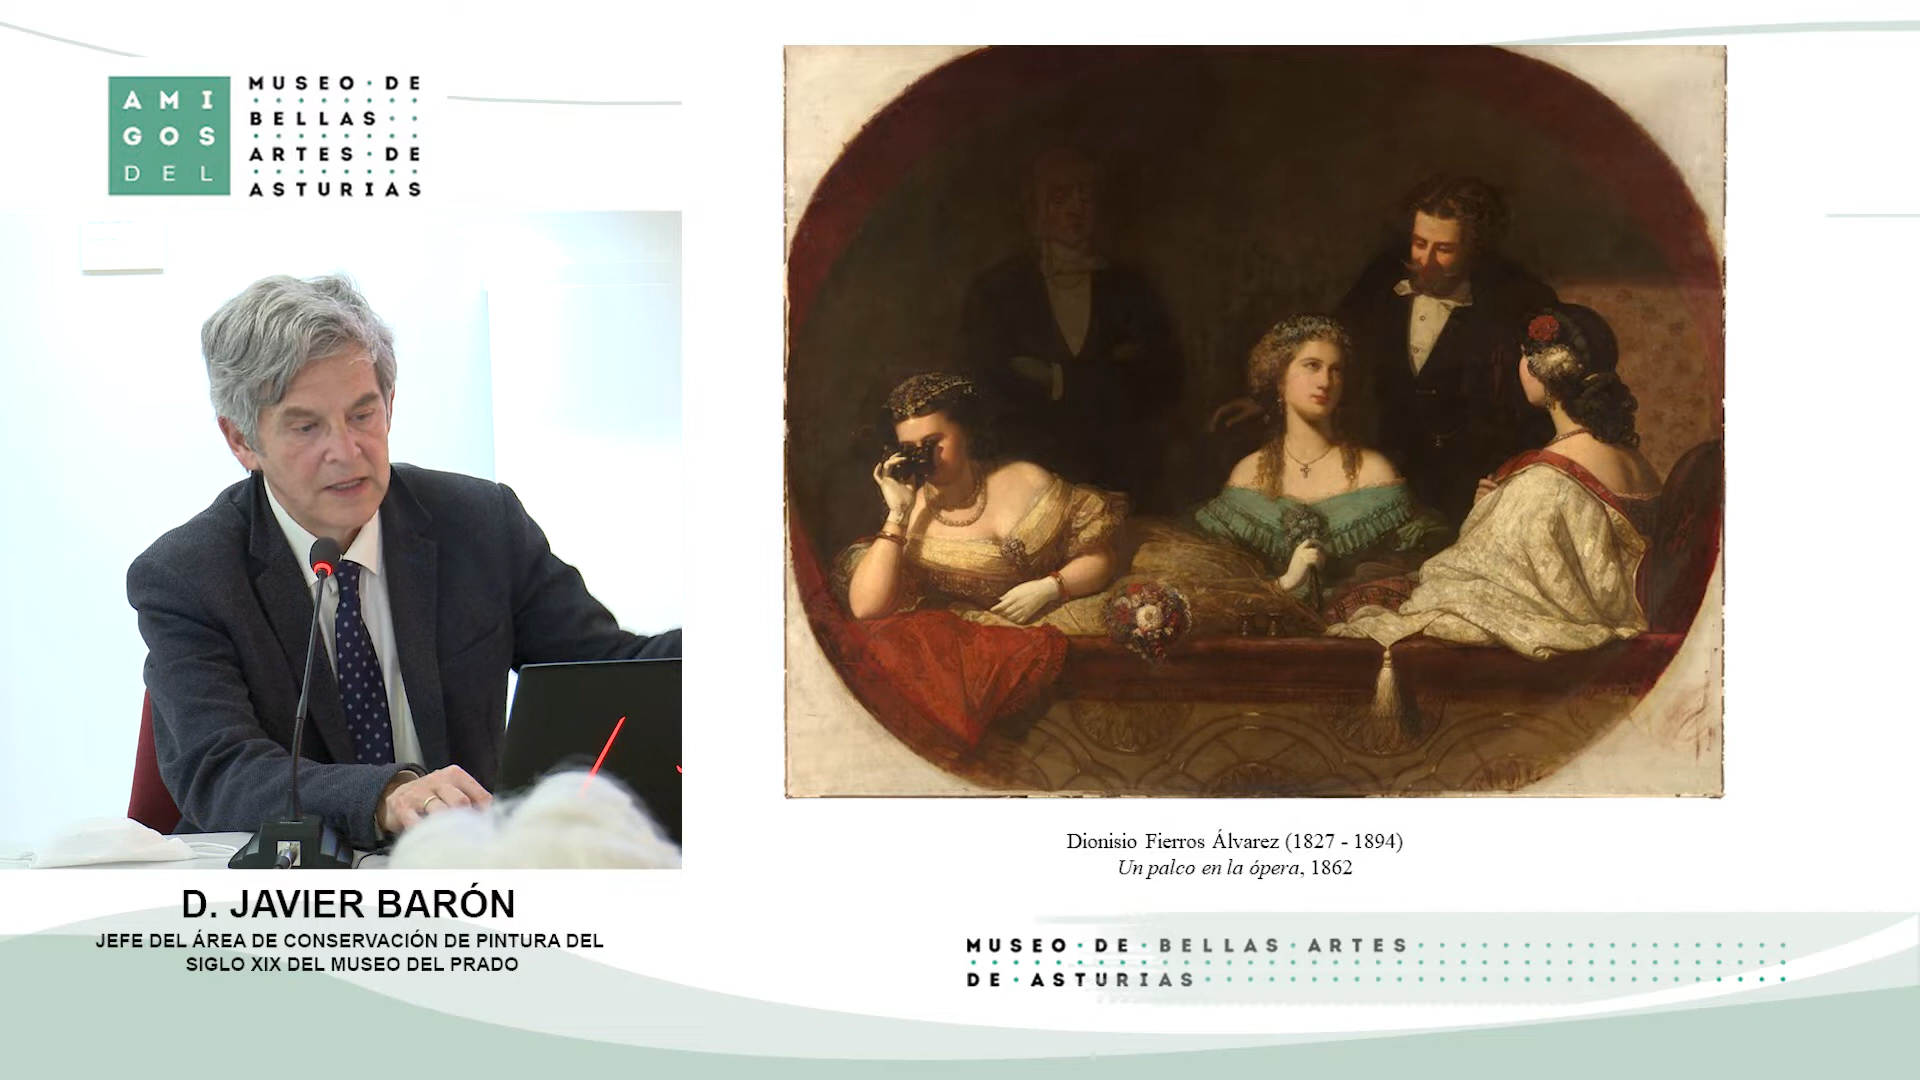 AMI
GOS
DEL
MUSEO·DE
BELLAS
ARTES·DE
ASTURIAS
D. JAVIER BARÓN
JEFE DEL ÁREA DE CONSERVACIÓN DE PINTURA DEL
SIGLO XIX DEL MUSEO DEL PRADO
Dionisio Fierros Álvarez (1827 - 1894)
Un palco en la ópera, 1862
MUSEO·DE·BELLAS·ARTES
DE·ASTURIAS